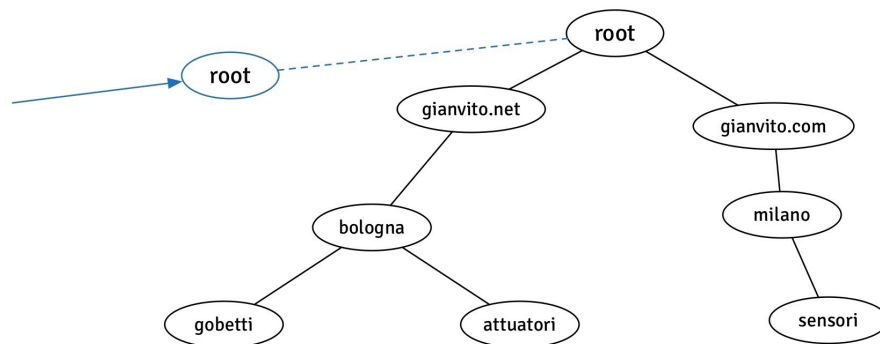 root
root
gianvito.net
gianvito.com
bologna
milano
gobetti
attuatori
sensori